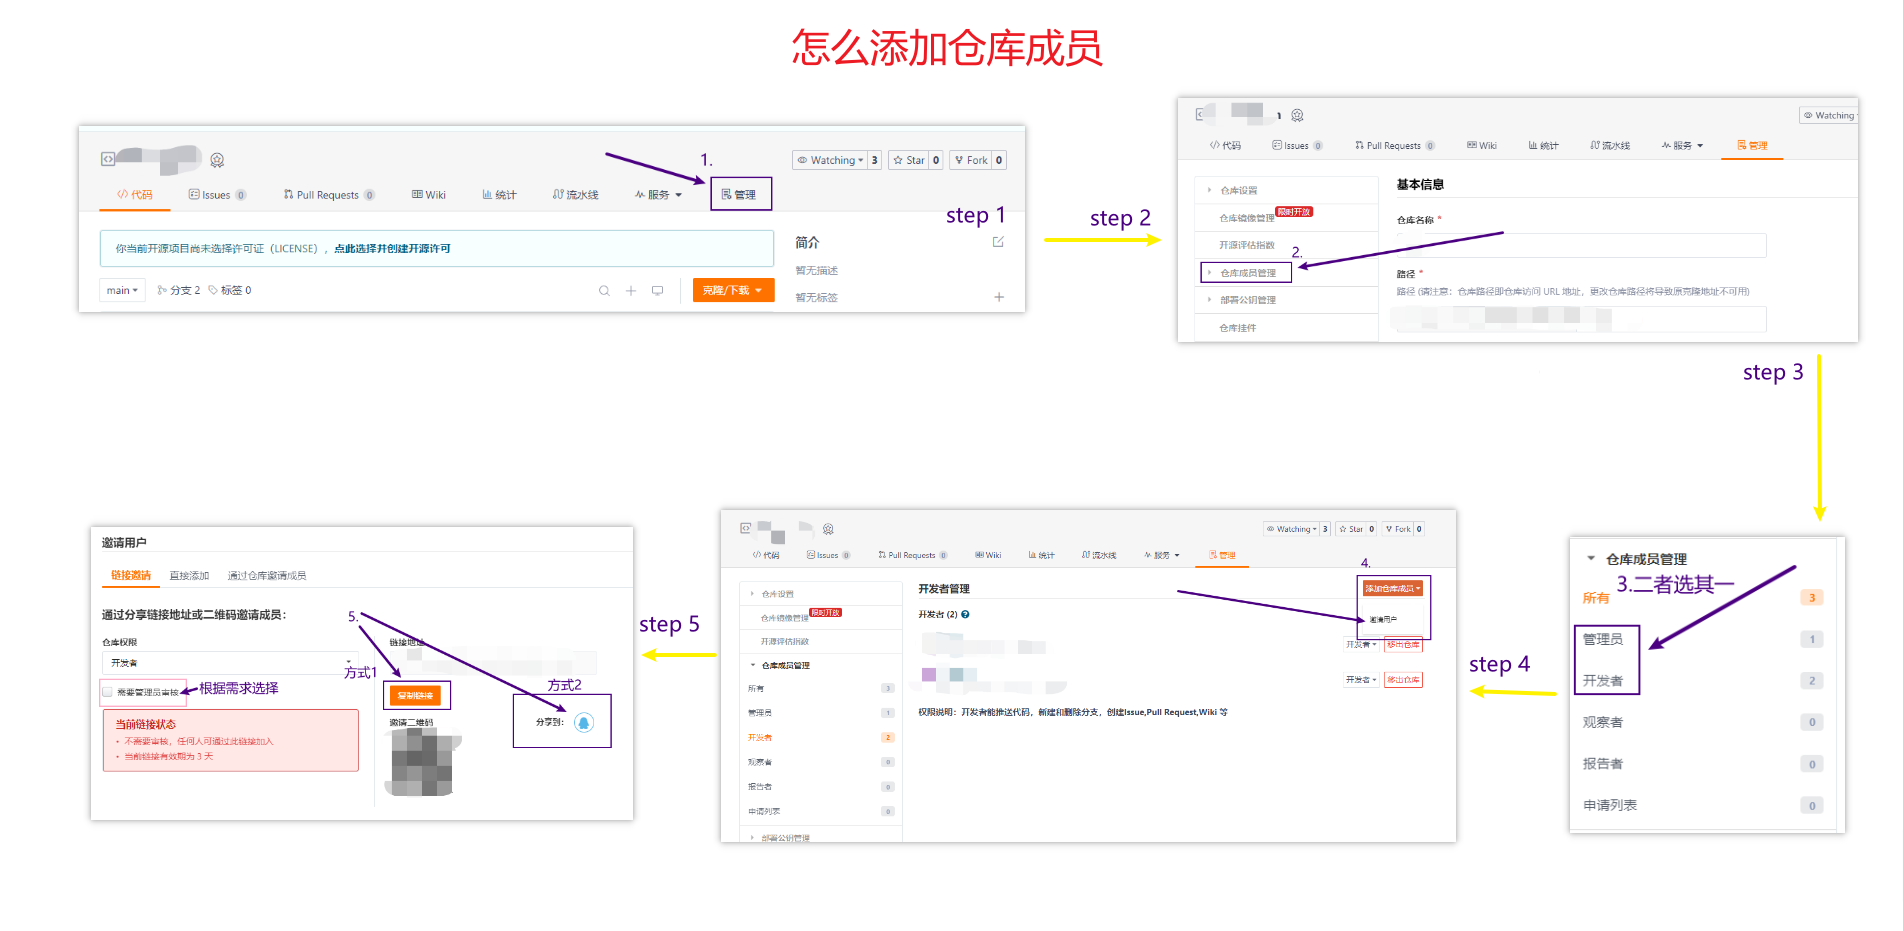 怎么添加仓库成员
1.
Watching 3 Star 0 Fork 0
代码 Issues 0 Pull Requests 0 Wiki 统计 流水线 服务 管理
你当前开源项目尚未选择许可证（LICENSE），点此选择并创建开源许可
main 分支 2 标签 0 克隆/下载
简介
暂无描述
暂无标签
step 1
step 2
Watching
代码 Issues 0 Pull Requests 0 Wiki 统计 流水线 服务 管理
仓库设置
仓库镜像管理 限时开放
开源评估指数
2.
仓库成员管理
部署公钥管理
仓库挂件
基本信息
仓库名称 *
路径 *
路径 (请注意：仓库路径即仓库访问 URL 地址，更改仓库路径将导致原克隆地址不可用)
step 3
仓库成员管理
3.二者选其一
所有 3
管理员 1
开发者 2
观察者 0
报告者 0
申请列表 0
step 4
Watching 3 Star 0 Fork 0
代码 Issues 0 Pull Requests 0 Wiki 统计 流水线 服务 管理
仓库设置
仓库镜像管理 限时开放
开源评估指数
仓库成员管理
所有 3
管理员 1
开发者 2
观察者 0
报告者 0
申请列表 0
部署公钥管理
开发者管理
4.
添加仓库成员
邀请用户
开发者 (2)
开发者 移出仓库
开发者 移出仓库
权限说明：开发者能推送代码，新建和删除分支，创建Issue,Pull Request,Wiki 等
step 5
邀请用户
链接邀请 直接添加 通过仓库邀请成员
通过分享链接地址或二维码邀请成员：
5.
仓库权限
开发者
需要管理员审核
根据需求选择
当前链接状态
• 不需要审核，任何人可通过此链接加入
• 当前链接有效期为 3 天
链接地址
方式1
复制链接
方式2
分享到：
邀请二维码